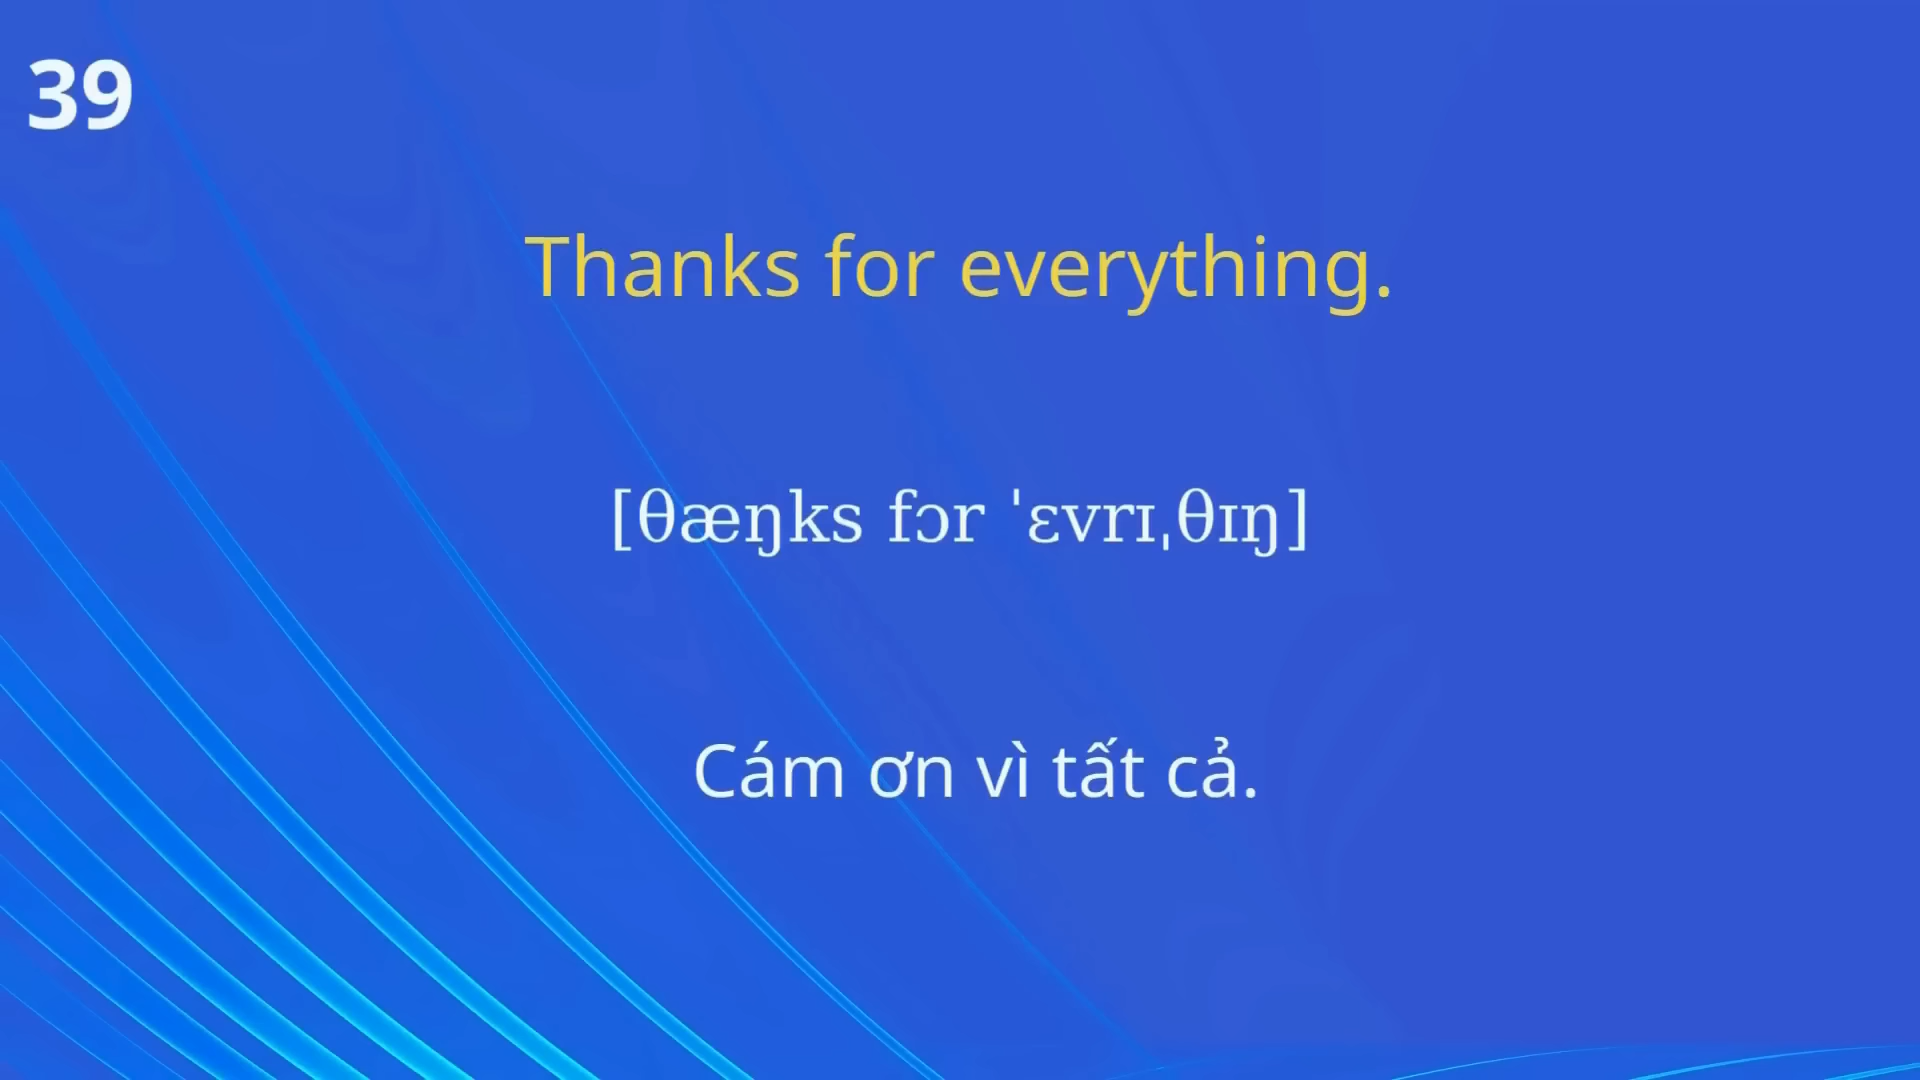 39
Thanks for everything.
[θæŋks fɔr ˈɛvrɪˌθɪŋ]
Cám ơn vì tất cả.